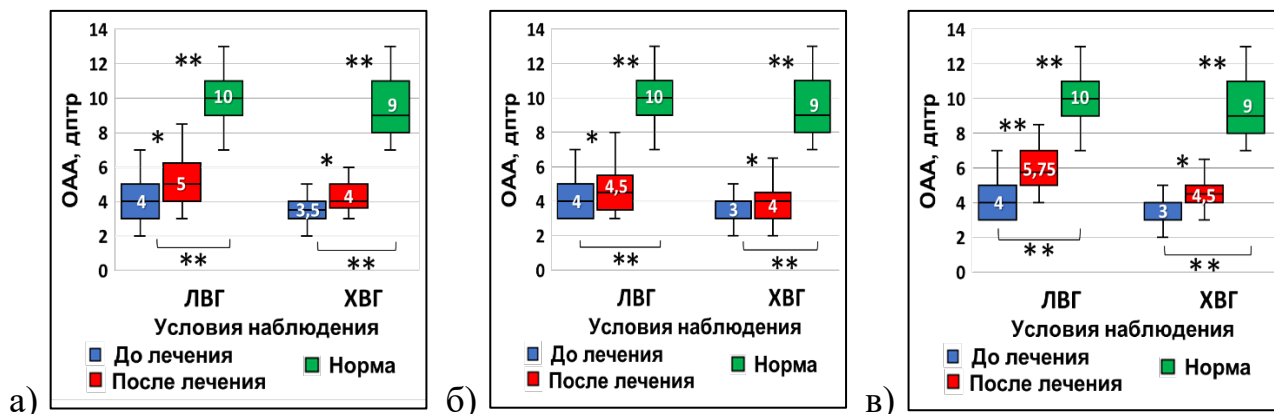 14
12
10
8
6
4
2
0
ОАА, дптр
** **
* *
4 5 10 3,5 4 9
** **
ЛВГ ХВГ
Условия наблюдения
До лечения
После лечения
Норма
а)
14
12
10
8
6
4
2
0
ОАА, дптр
** **
* *
4 4,5 10 3 4 9
** **
ЛВГ ХВГ
Условия наблюдения
До лечения
После лечения
Норма
б)
14
12
10
8
6
4
2
0
ОАА, дптр
** **
** *
4 5,75 10 3 4,5 9
** **
ЛВГ ХВГ
Условия наблюдения
До лечения
После лечения
Норма
в)